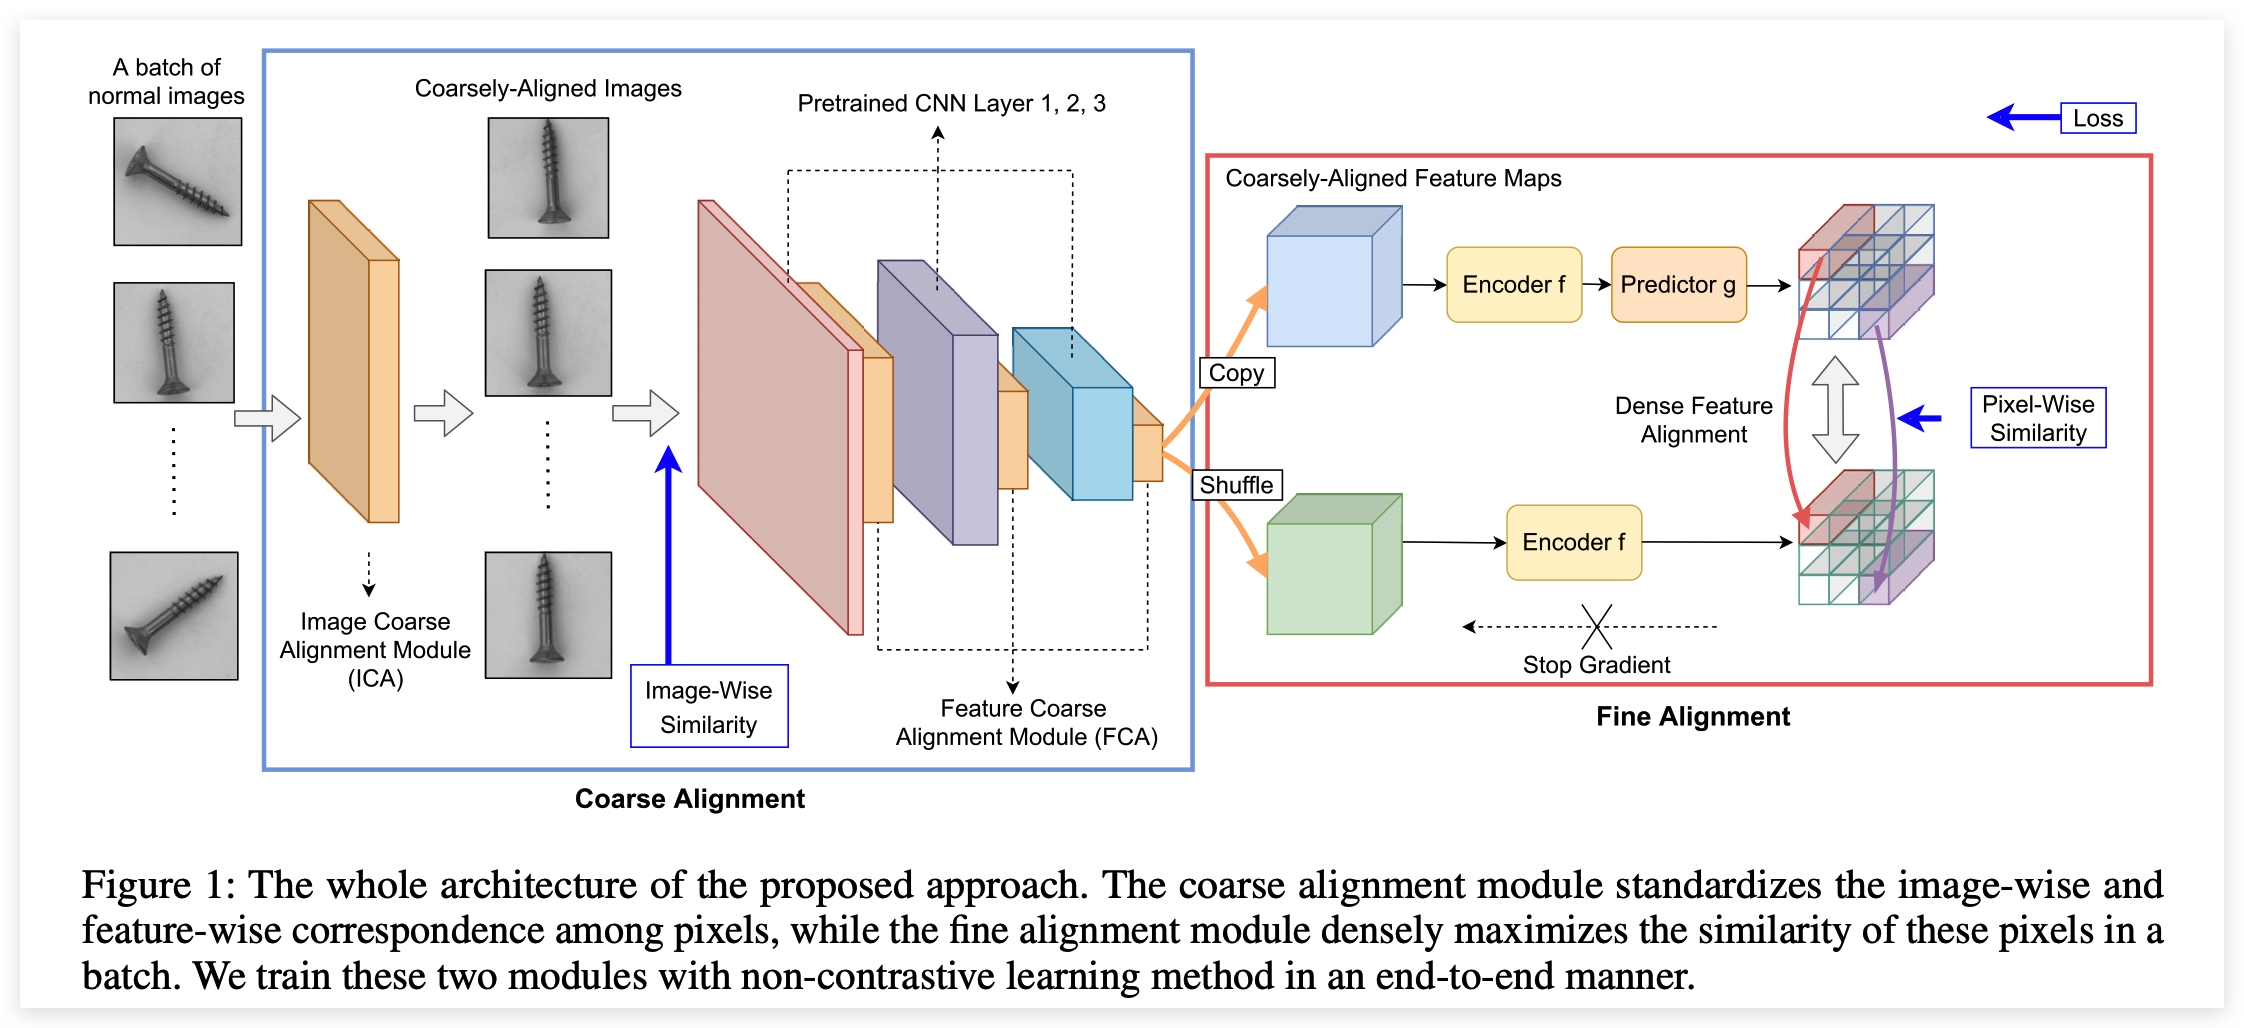 A batch of
normal images
Coarsely-Aligned Images
Pretrained CNN Layer 1, 2, 3
Image Coarse
Alignment Module
(ICA)
Image-Wise
Similarity
Feature Coarse
Alignment Module (FCA)
Coarse Alignment
Loss
Coarsely-Aligned Feature Maps
Copy
Encoder f
Predictor g
Dense Feature
Alignment
Pixel-Wise
Similarity
Shuffle
Encoder f
Stop Gradient
Fine Alignment
Figure 1: The whole architecture of the proposed approach. The coarse alignment module standardizes the image-wise and
feature-wise correspondence among pixels, while the fine alignment module densely maximizes the similarity of these pixels in a
batch. We train these two modules with non-contrastive learning method in an end-to-end manner.